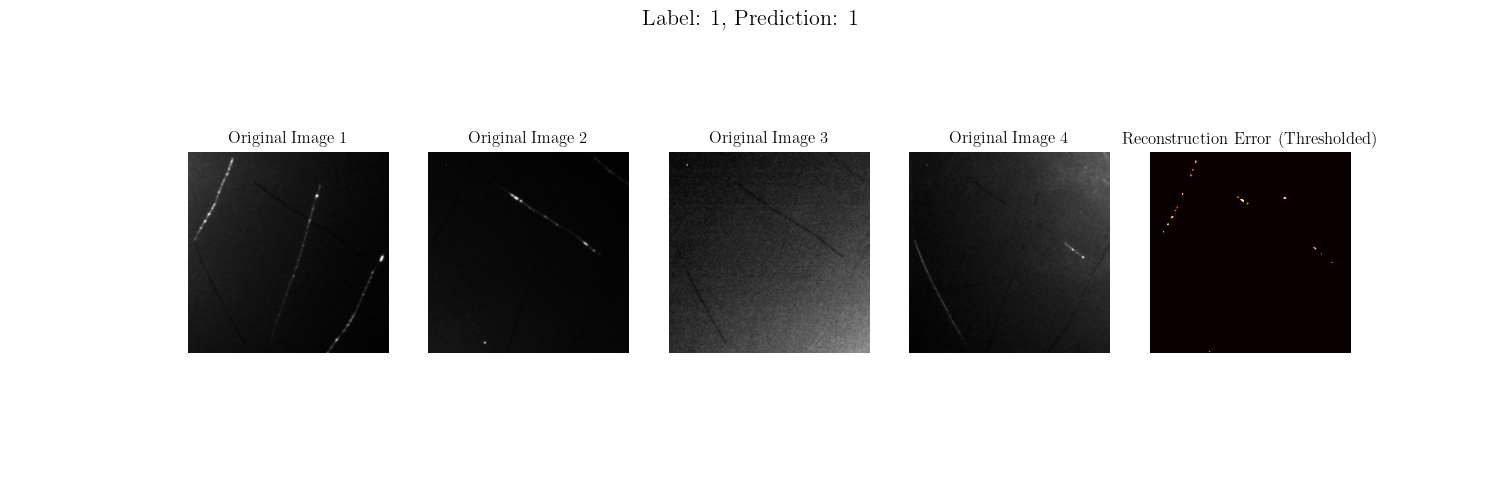 Label: 1, Prediction: 1
Original Image 1
Original Image 2
Original Image 3
Original Image 4
Reconstruction Error (Thresholded)